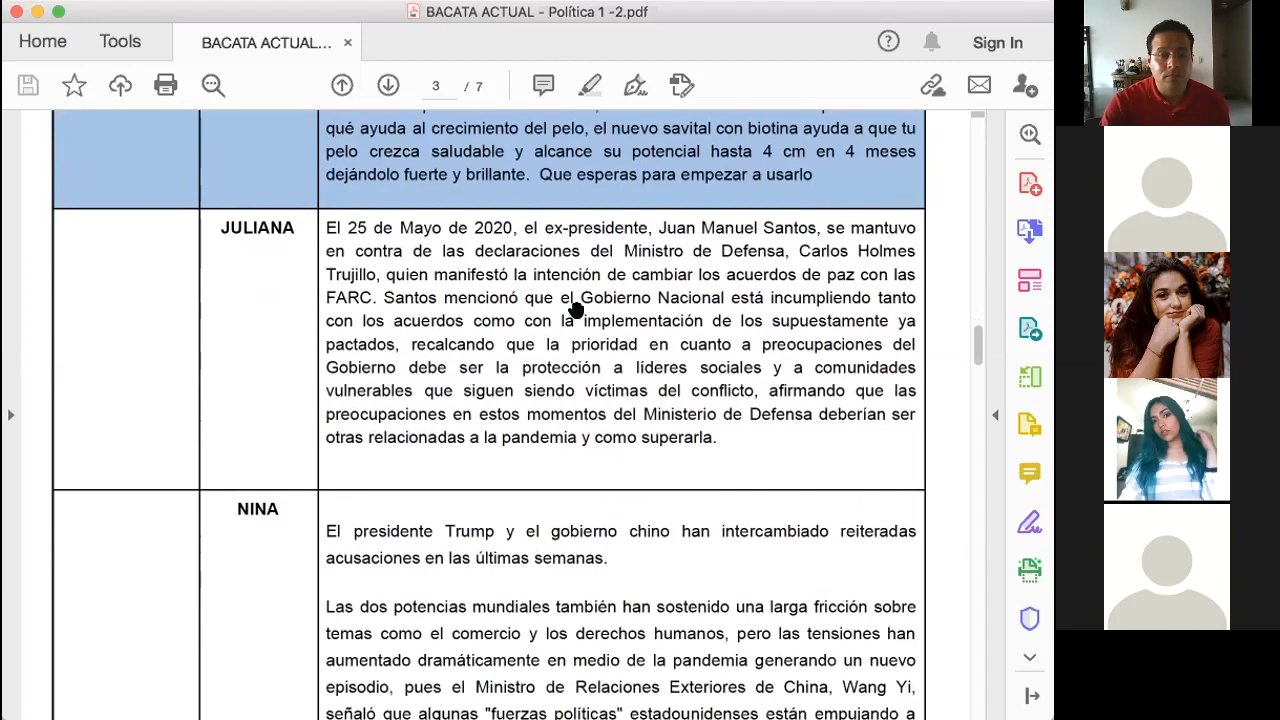 BACATA ACTUAL - Política 1 -2.pdf
Home
Tools
BACATA ACTUAL...
Sign In
3 / 7
qué ayuda al crecimiento del pelo, el nuevo savital con biotina ayuda a que tu
pelo crezca saludable y alcance su potencial hasta 4 cm en 4 meses
dejándolo fuerte y brillante. Que esperas para empezar a usarlo
JULIANA
El 25 de Mayo de 2020, el ex-presidente, Juan Manuel Santos, se mantuvo
en contra de las declaraciones del Ministro de Defensa, Carlos Holmes
Trujillo, quien manifestó la intención de cambiar los acuerdos de paz con las
FARC. Santos mencionó que el Gobierno Nacional está incumpliendo tanto
con los acuerdos como con la implementación de los supuestamente ya
pactados, recalcando que la prioridad en cuanto a preocupaciones del
Gobierno debe ser la protección a líderes sociales y a comunidades
vulnerables que siguen siendo víctimas del conflicto, afirmando que las
preocupaciones en estos momentos del Ministerio de Defensa deberían ser
otras relacionadas a la pandemia y como superarla.
NINA
El presidente Trump y el gobierno chino han intercambiado reiteradas
acusaciones en las últimas semanas.
Las dos potencias mundiales también han sostenido una larga fricción sobre
temas como el comercio y los derechos humanos, pero las tensiones han
aumentado dramáticamente en medio de la pandemia generando un nuevo
episodio, pues el Ministro de Relaciones Exteriores de China, Wang Yi,
señaló que algunas "fuerzas políticas" estadounidenses están empujando a